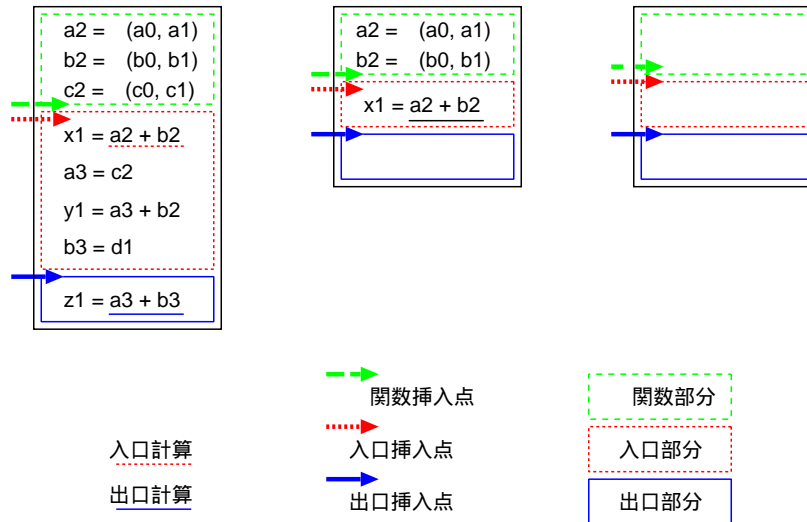 a2 = (a0, a1)
b2 = (b0, b1)
c2 = (c0, c1)
x1 = a2 + b2
a3 = c2
y1 = a3 + b2
b3 = d1
z1 = a3 + b3
a2 = (a0, a1)
b2 = (b0, b1)
x1 = a2 + b2
関数挿入点
関数部分
入口計算
入口挿入点
入口部分
出口計算
出口挿入点
出口部分